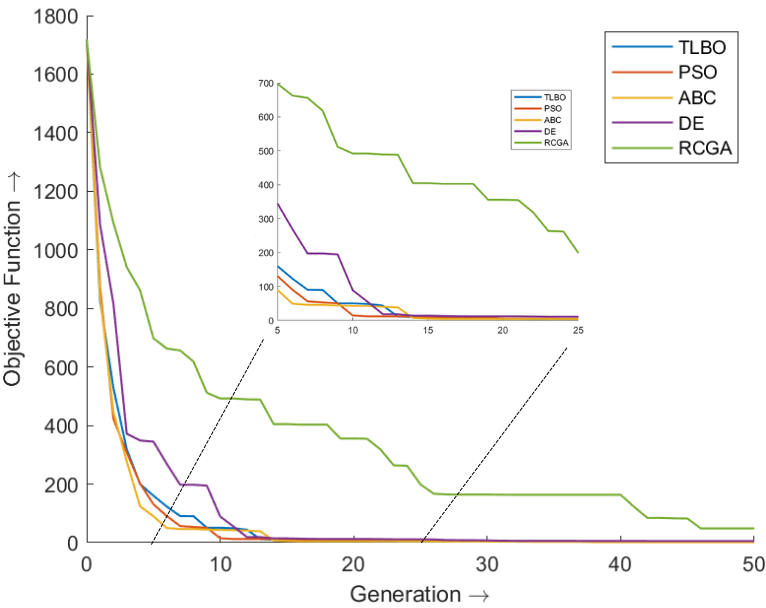 1800
1600
1400
1200
1000
800
600
400
200
0
Objective Function →
0 10 20 30 40 50
Generation →
TLBO
PSO
ABC
DE
RCGA
700
600
500
400
300
200
100
0
5 10 15 20 25
TLBO
PSO
ABC
DE
RCGA